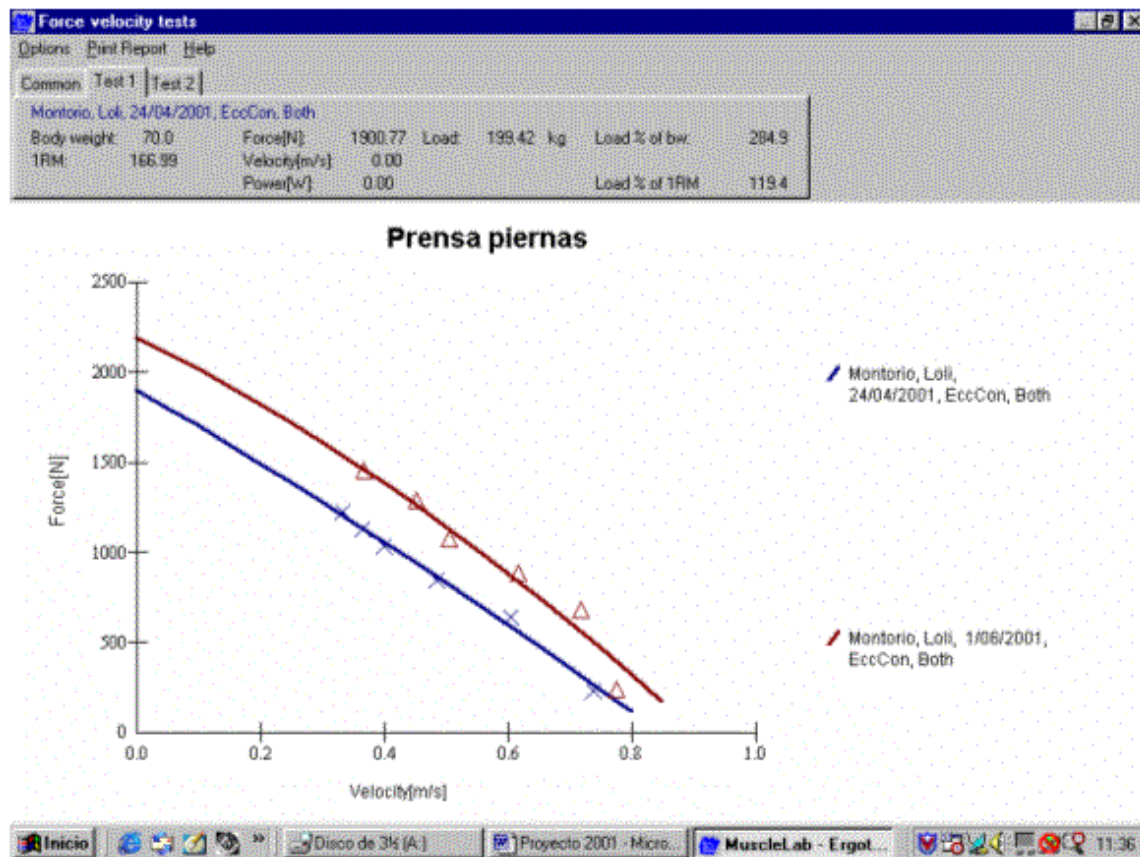 Force velocity tests
Options Print Report Help
Common Test 1 Test 2
Montorio, Loli, 24/04/2001, EccCon, Both
Body weight: 70.0 Force[N]: 1900.77 Load: 199.42 kg Load % of bw: 284.9
1RM: 166.99 Velocity[m/s]: 0.00
Power[W]: 0.00 Load % of 1RM 119.4
Prensa piernas
2500
2000
1500
1000
500
0
Force[N]
0.0 0.2 0.4 0.6 0.8 1.0
Velocity[m/s]
Montorio, Loli,
24/04/2001, EccCon, Both
Montorio, Loli, 1/06/2001,
EccCon, Both
Inicio » Disco de 3½ (A:) Proyecto 2001 - Micro... MuscleLab - Ergot... 11:36